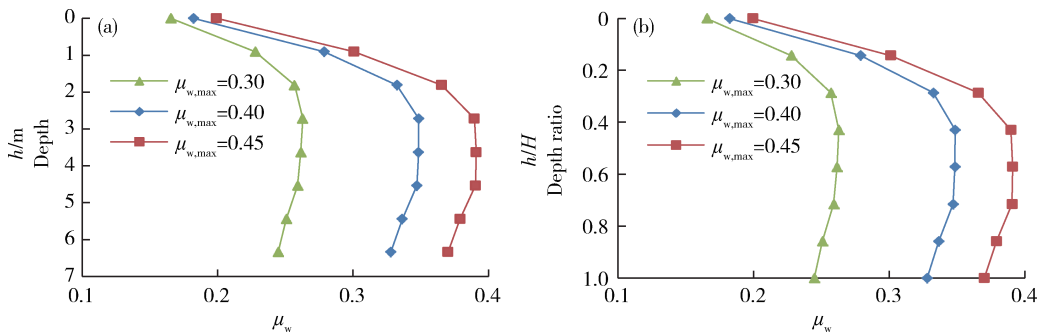 (a)
h/m
Depth
0
1
2
3
4
5
6
7
μw,max=0.30
μw,max=0.40
μw,max=0.45
0.1
0.2
0.3
0.4
μw
(b)
h/H
Depth ratio
0
0.2
0.4
0.6
0.8
1.0
μw,max=0.30
μw,max=0.40
μw,max=0.45
0.1
0.2
0.3
0.4
μw